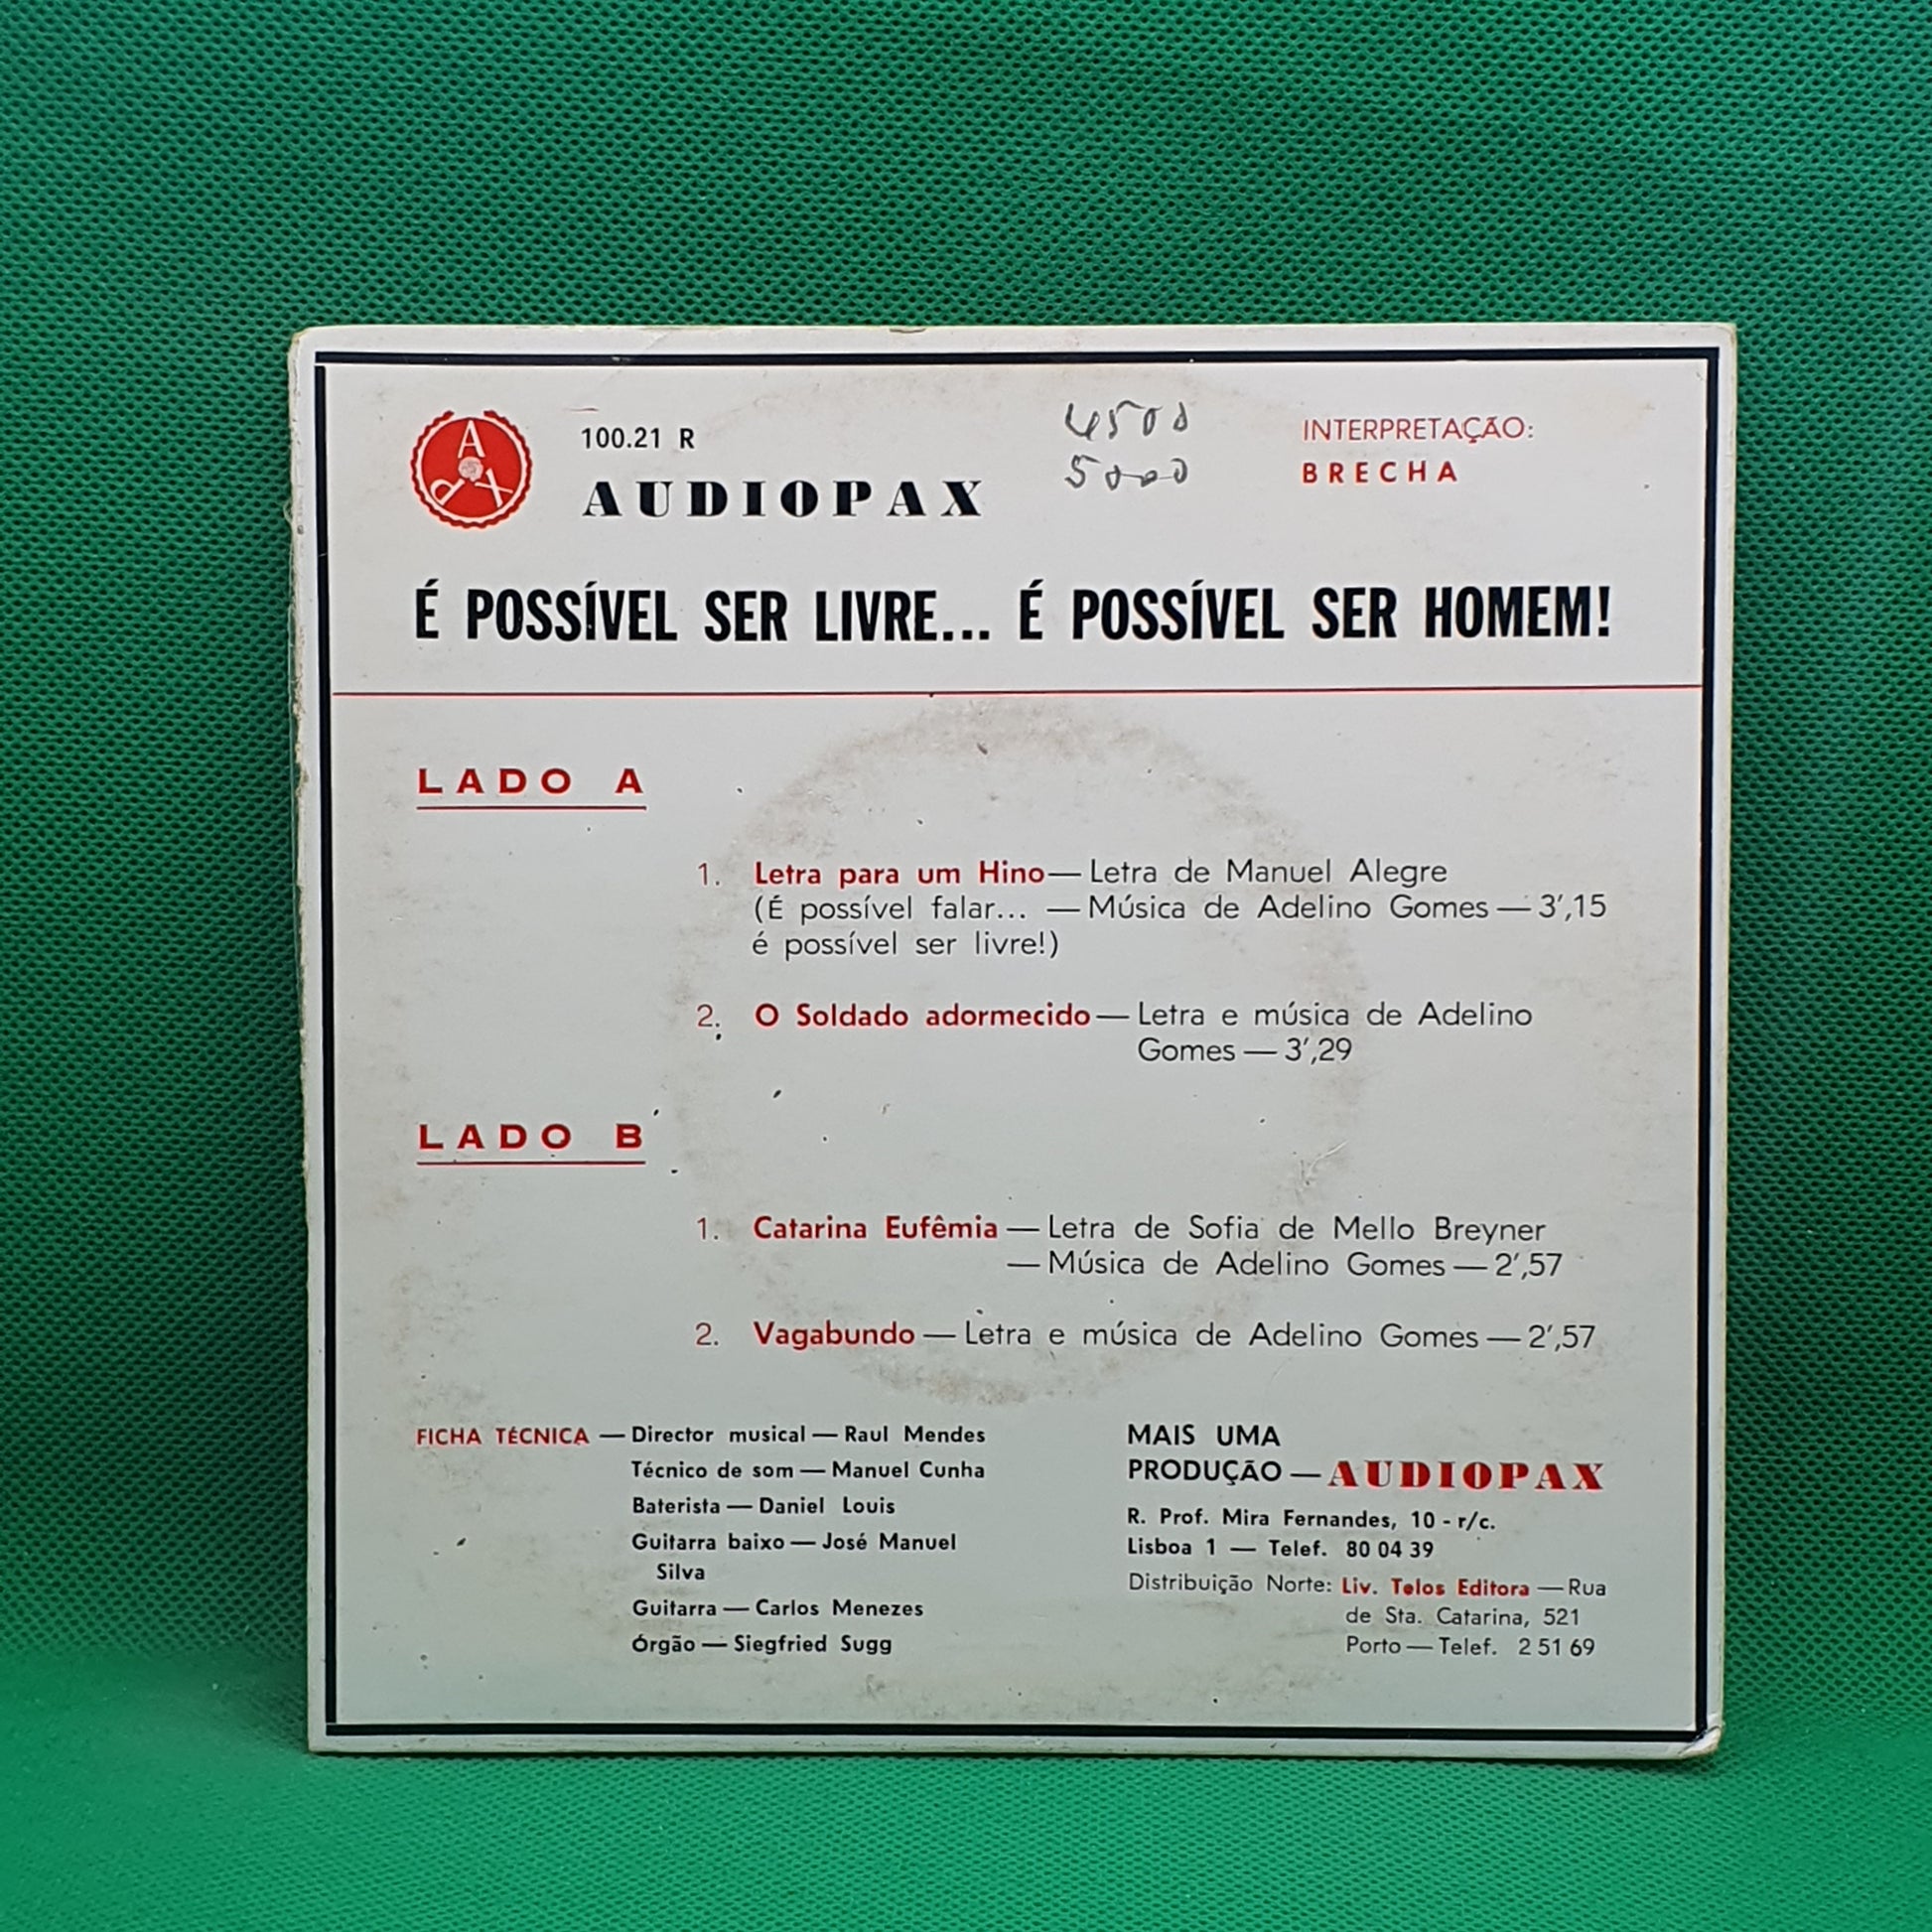 A
P X
100.21 R
AUDIOPAX
4500
5000
INTERPRETAÇÃO:
BRECHA
É POSSÍVEL SER LIVRE... É POSSÍVEL SER HOMEM!
LADO A
1. Letra para um Hino — Letra de Manuel Alegre
(É possível falar... — Música de Adelino Gomes — 3',15
é possível ser livre!)
2. O Soldado adormecido — Letra e música de Adelino
Gomes — 3',29
LADO B
1. Catarina Eufêmia — Letra de Sofia de Mello Breyner
— Música de Adelino Gomes — 2',57
2. Vagabundo — Letra e música de Adelino Gomes — 2',57
FICHA TÉCNICA — Director musical — Raul Mendes
Técnico de som — Manuel Cunha
Baterista — Daniel Louis
Guitarra baixo — José Manuel
Silva
Guitarra — Carlos Menezes
Órgão — Siegfried Sugg
MAIS UMA
PRODUÇÃO — AUDIOPAX
R. Prof. Mira Fernandes, 10 - r/c.
Lisboa 1 — Telef. 80 04 39
Distribuição Norte: Liv. Telos Editora — Rua
de Sta. Catarina, 521
Porto — Telef. 2 51 69